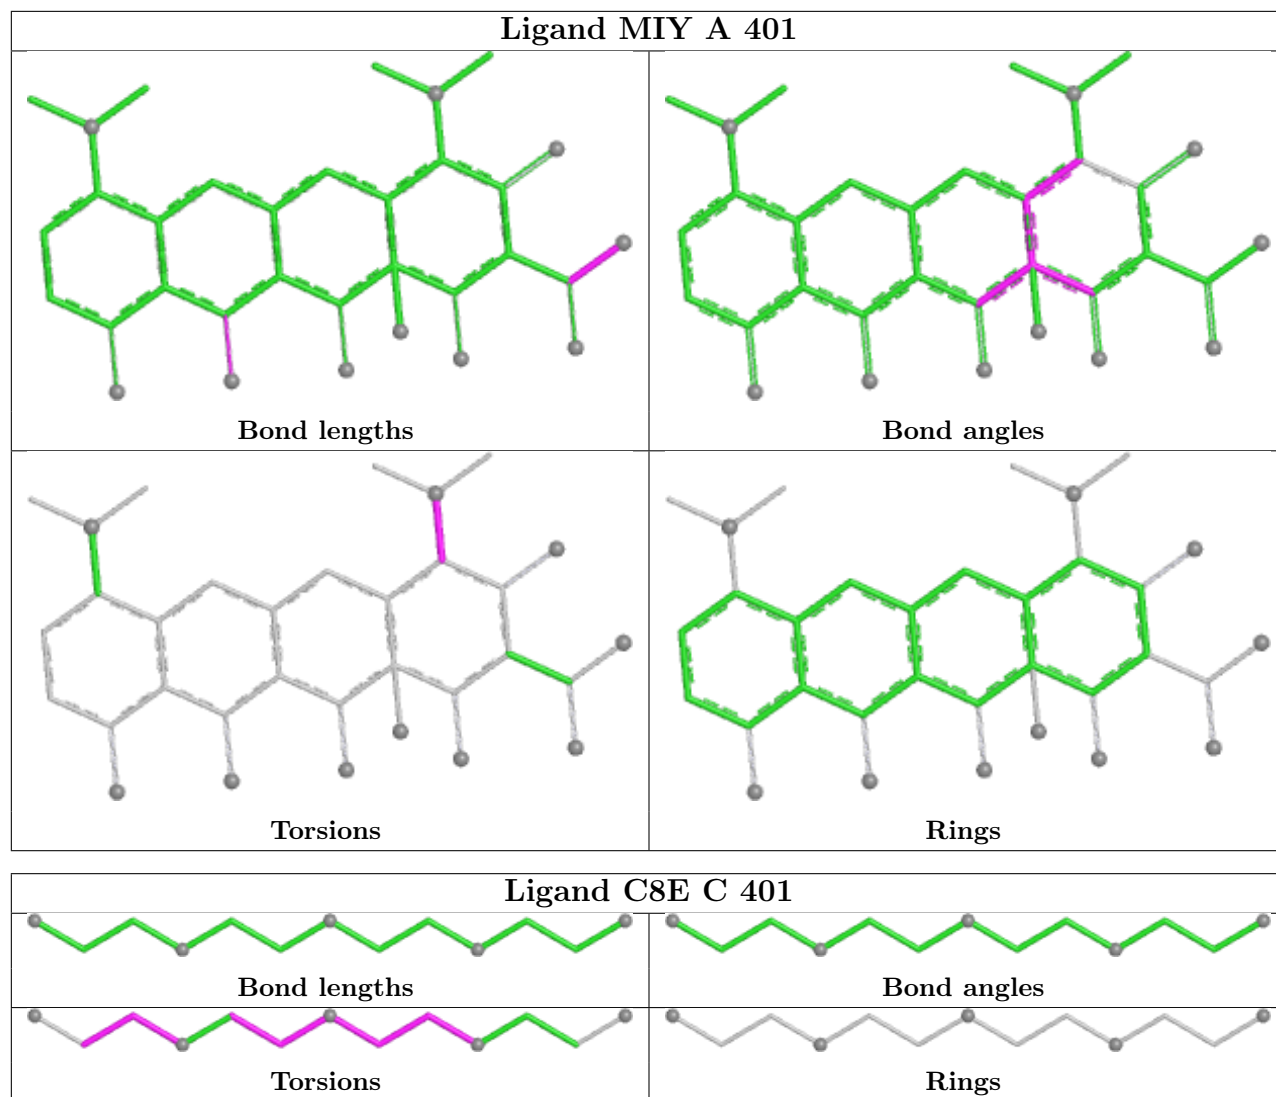 Ligand MIY A 401
Bond lengths
Bond angles
Torsions
Rings
Ligand C8E C 401
Bond lengths
Bond angles
Torsions
Rings